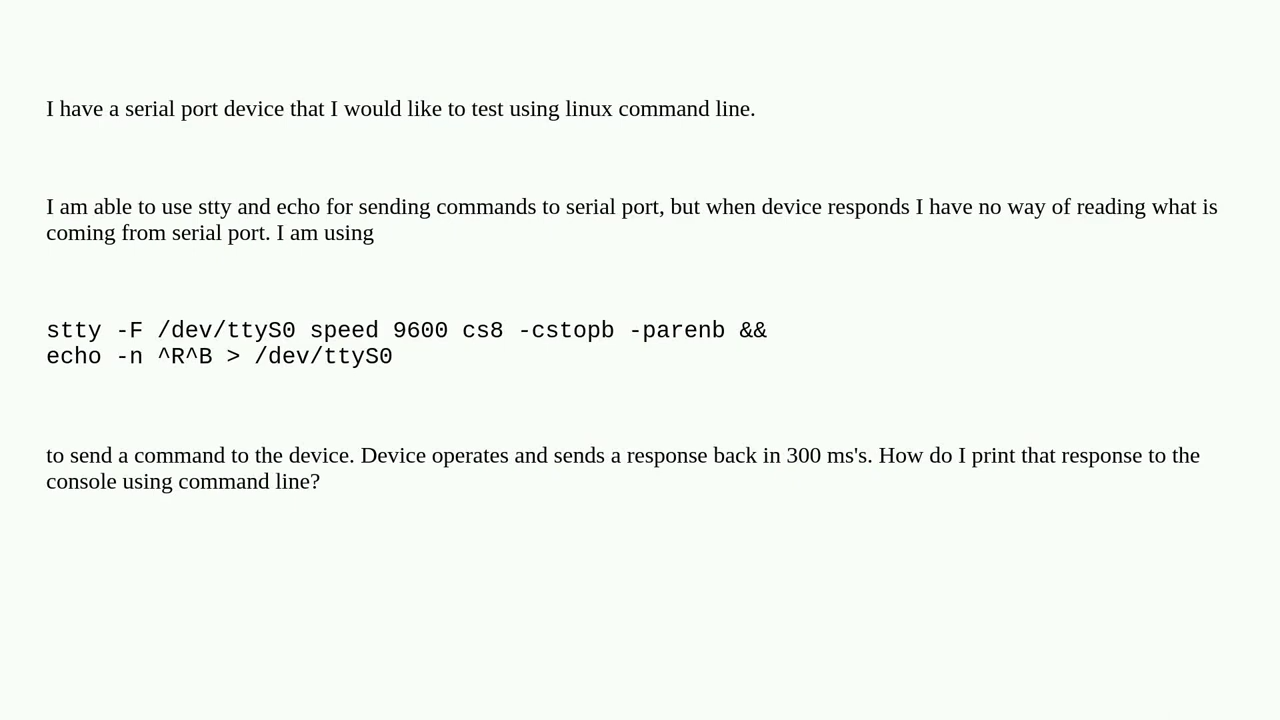 I have a serial port device that I would like to test using linux command line.
I am able to use stty and echo for sending commands to serial port, but when device responds I have no way of reading what is
coming from serial port. I am using
stty -F /dev/ttyS0 speed 9600 cs8 -cstopb -parenb &&
echo -n ^R^B > /dev/ttyS0
to send a command to the device. Device operates and sends a response back in 300 ms's. How do I print that response to the
console using command line?